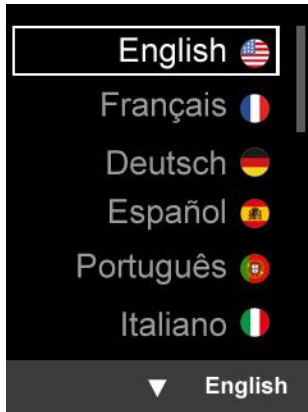 English
Français
Deutsch
Español
Português
Italiano
English